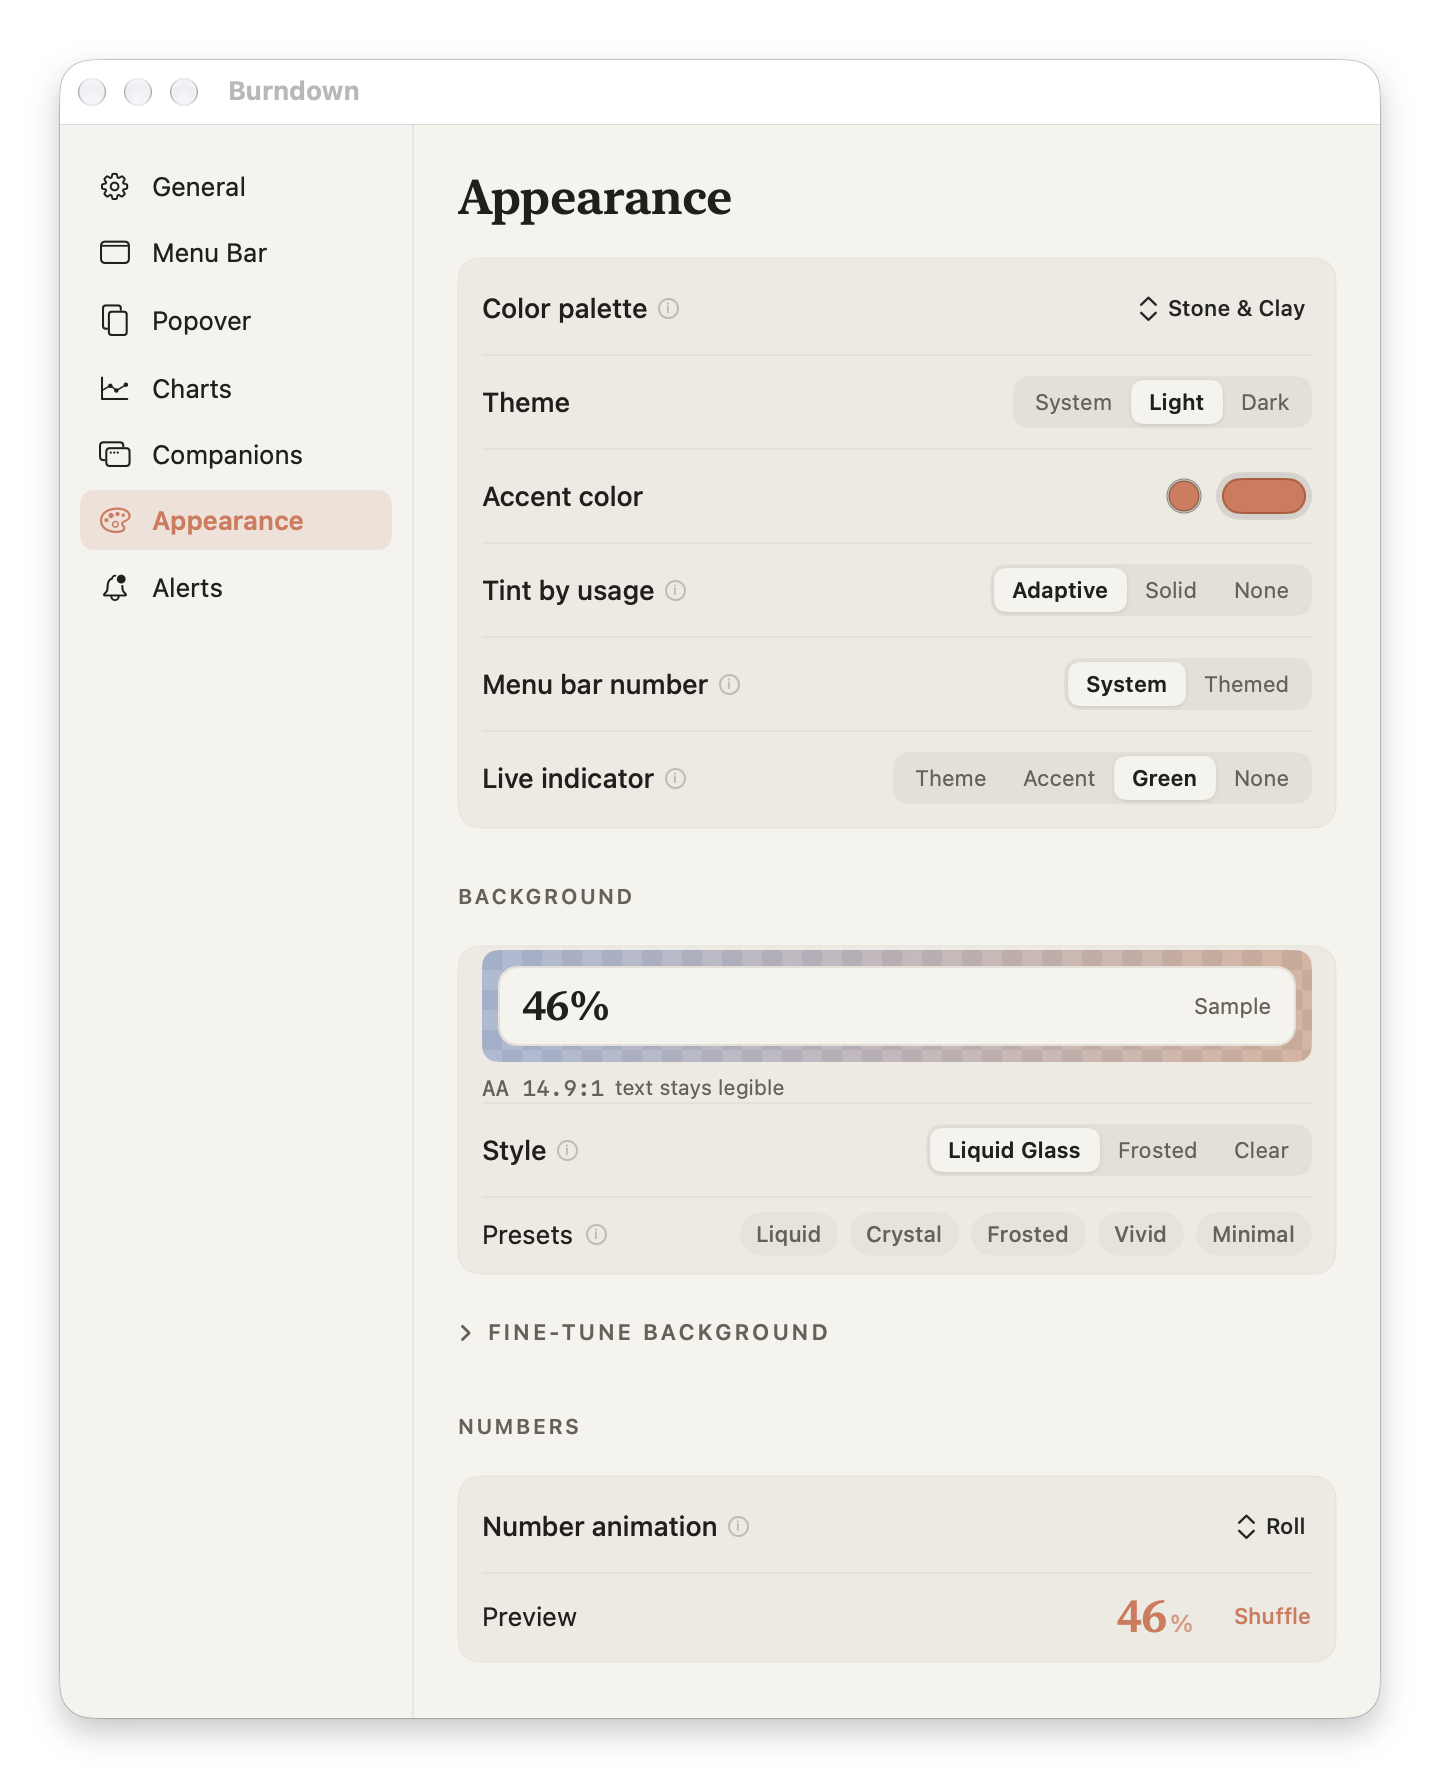 Burndown
General
Menu Bar
Popover
Charts
Companions
Appearance
Alerts
Appearance
Color palette
Stone & Clay
Theme
System Light Dark
Accent color
Tint by usage
Adaptive Solid None
Menu bar number
System Themed
Live indicator
Theme Accent Green None
BACKGROUND
46%
Sample
AA 14.9:1 text stays legible
Style
Liquid Glass Frosted Clear
Presets
Liquid Crystal Frosted Vivid Minimal
FINE-TUNE BACKGROUND
NUMBERS
Number animation
Roll
Preview
46%
Shuffle